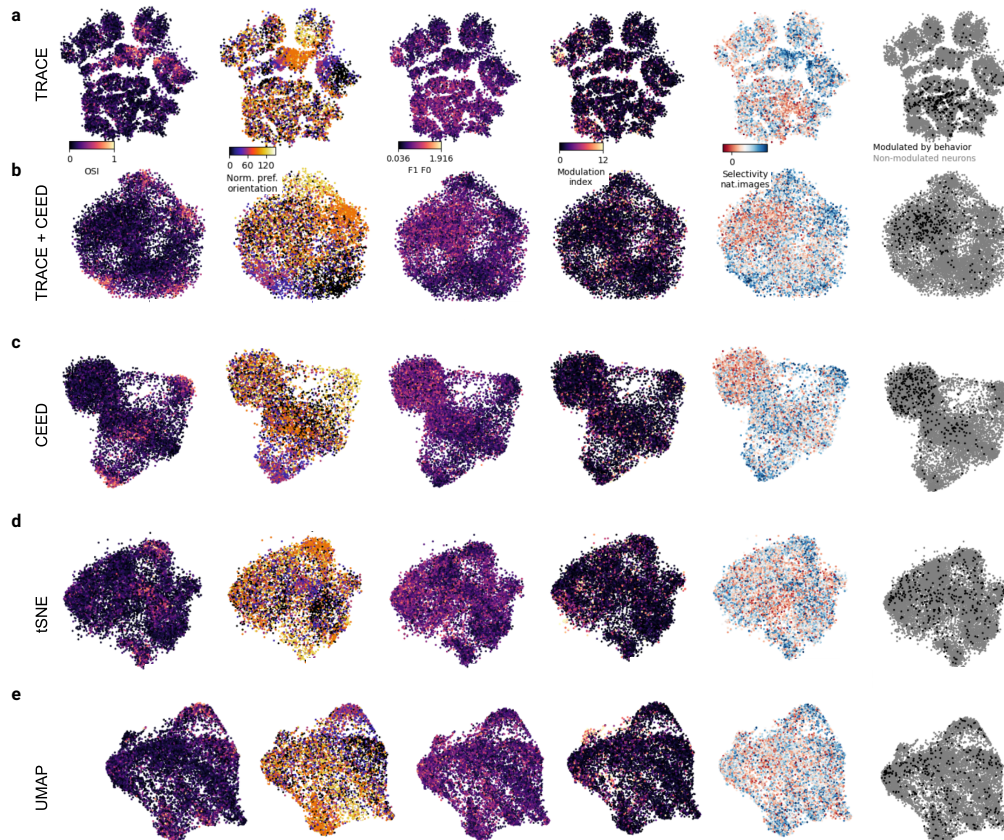 a
TRACE
0 1
OSI
0 60 120
Norm. pref.
orientation
0.036 1.916
F1 F0
0 12
Modulation
index
0
Selectivity
nat.images
Modulated by behavior
Non-modulated neurons
b
TRACE + CEED
c
CEED
d
tSNE
e
UMAP